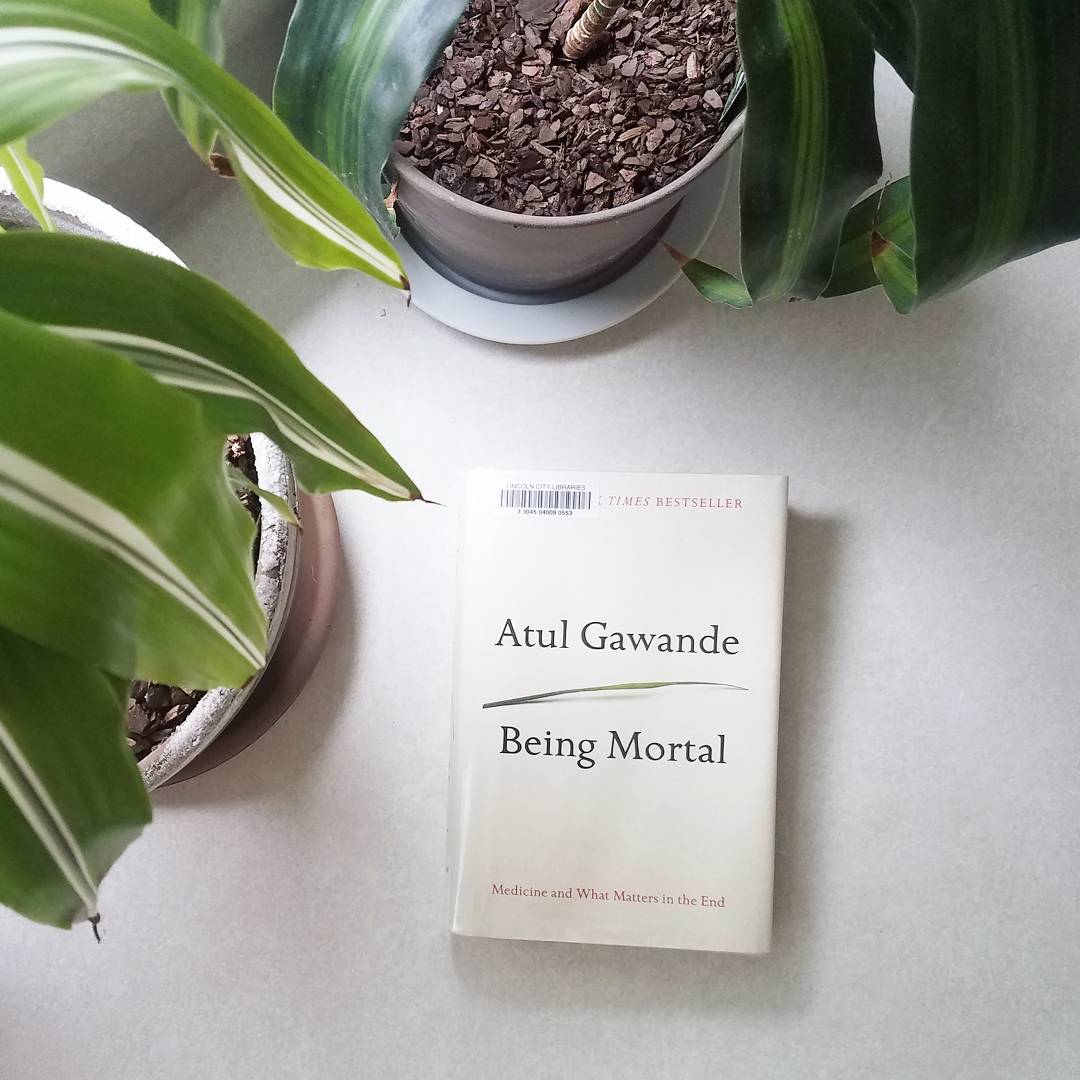 LINCOLN CITY LIBRARIES
3 3045 04009 0553
TIMES BESTSELLER
Atul Gawande
Being Mortal
Medicine and What Matters in the End